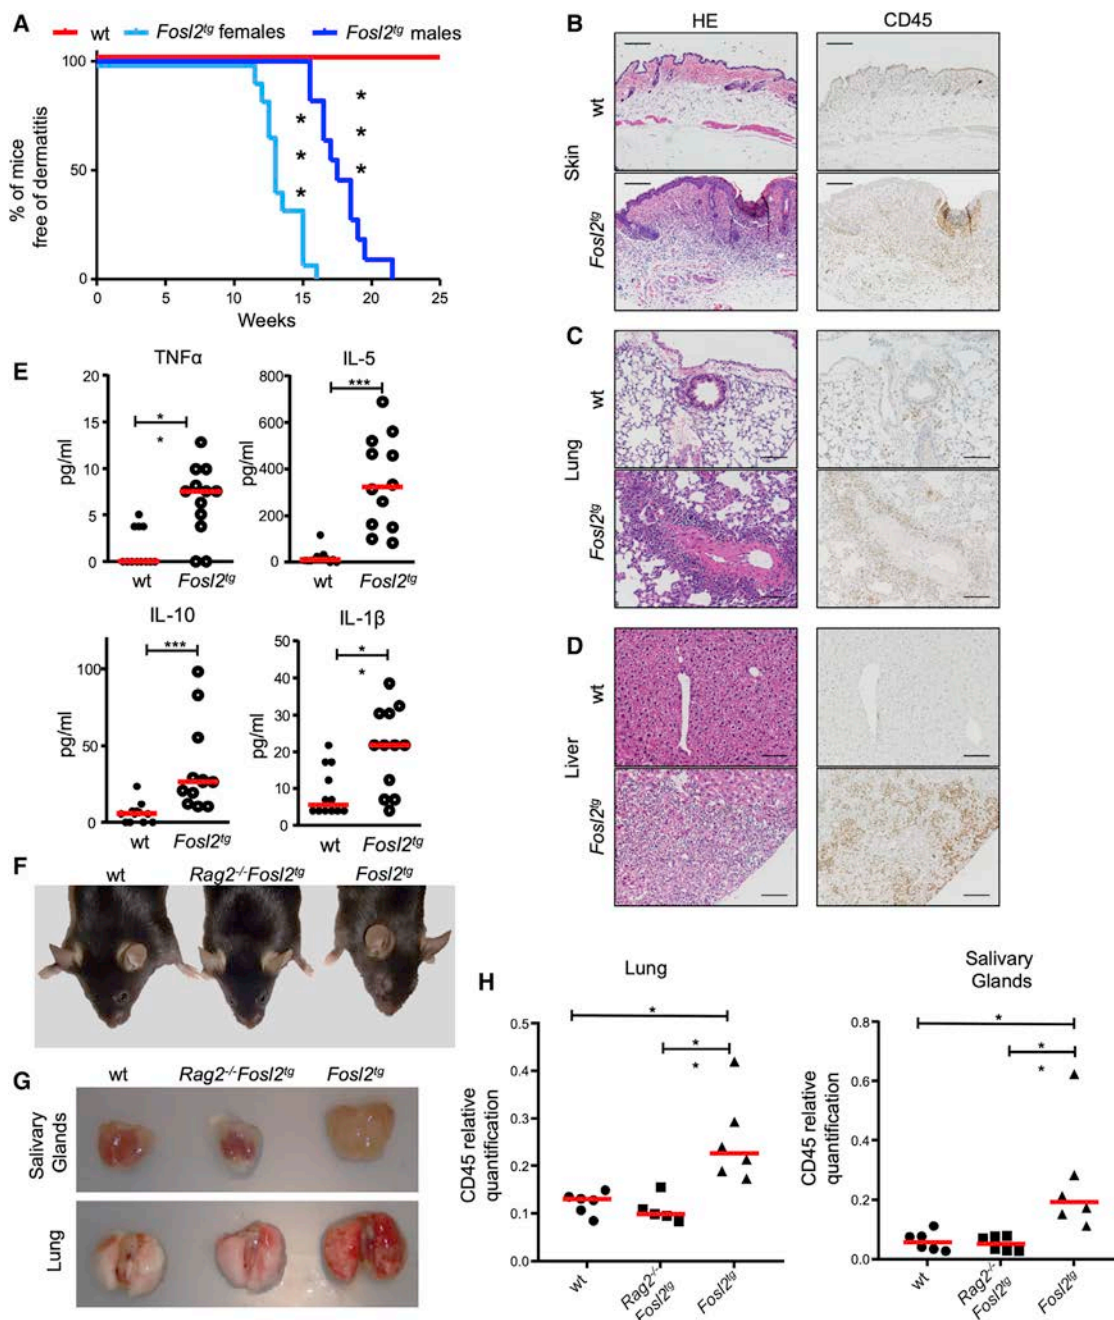 A
wt
Fosl2tg females
Fosl2tg males
% of mice
free of dermatitis
100
50
0
* * *
* * *
0 5 10 15 20 25
Weeks
B
HE
CD45
Skin
wt
Fosl2tg
C
Lung
wt
Fosl2tg
D
Liver
wt
Fosl2tg
E
TNFα
pg/ml
20
15
10
5
0
* *
wt Fosl2tg
IL-5
pg/ml
800
600
400
200
0
***
wt Fosl2tg
IL-10
pg/ml
100
50
0
***
wt Fosl2tg
IL-1β
pg/ml
50
40
30
20
10
0
* *
wt Fosl2tg
F
wt Rag2-/-Fosl2tg Fosl2tg
G
wt Rag2-/-Fosl2tg Fosl2tg
Salivary
Glands
Lung
H
Lung
CD45 relative
quantification
0.5
0.4
0.3
0.2
0.1
0.0
*
* *
wt
Rag2-/-
Fosl2tg
Fosl2tg
Salivary
Glands
CD45 relative
quantification
0.8
0.6
0.4
0.2
0.0
*
* *
wt
Rag2-/-
Fosl2tg
Fosl2tg